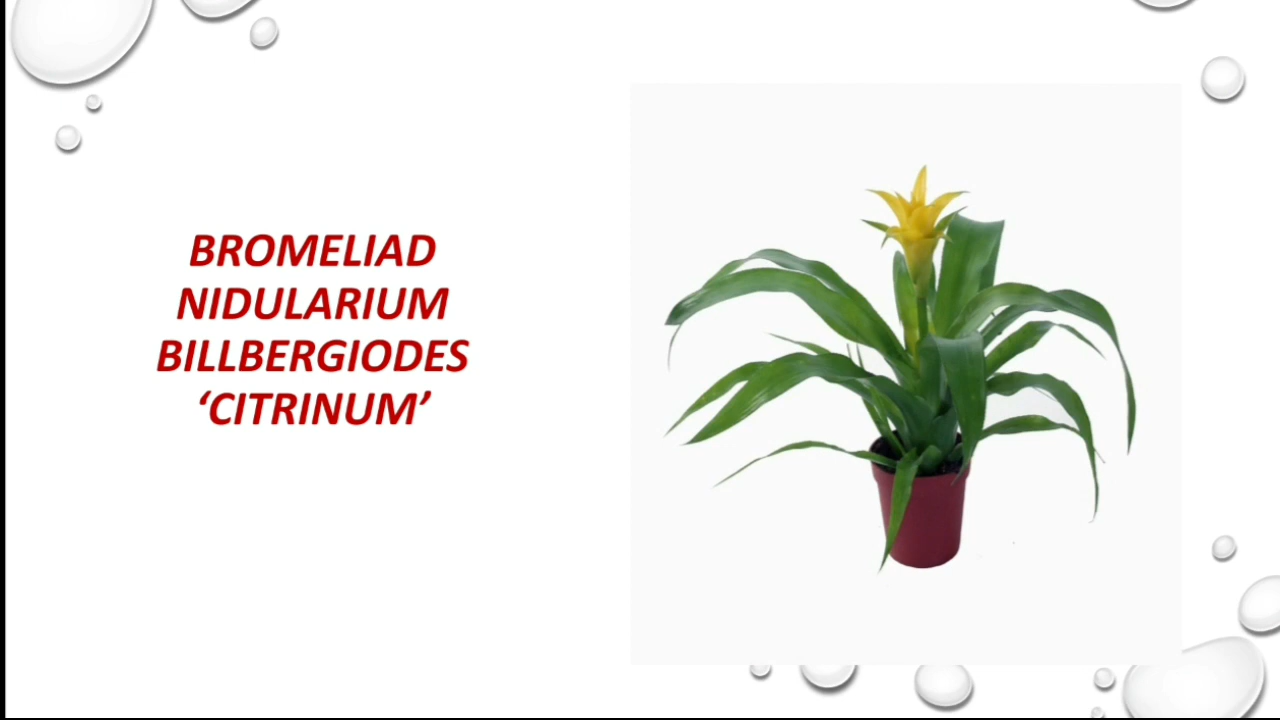 BROMELIAD
NIDULARIUM
BILLBERGIODES
‘CITRINUM’